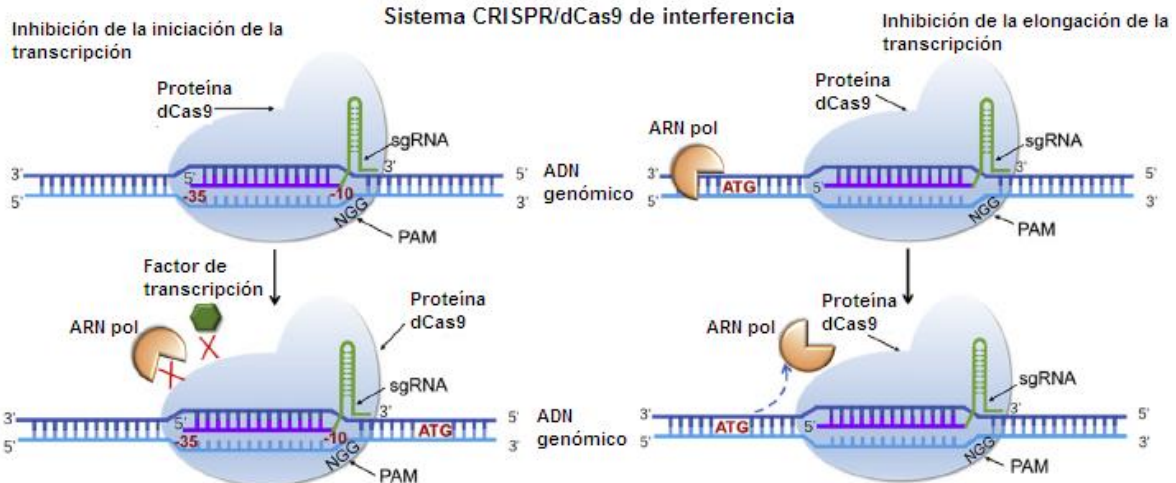 Sistema CRISPR/dCas9 de interferencia
Inhibición de la iniciación de la
transcripción
Proteína
dCas9
sgRNA
3'
5'
3'
5'
5'
-35
-10
3'
NGG
PAM
ADN
genómico
Factor de
transcripción
ARN pol
Proteína
dCas9
sgRNA
3'
5'
3'
5'
5'
-35
-10
ATG
3'
NGG
PAM
ADN
genómico
Inhibición de la elongación de la
transcripción
Proteína
dCas9
ARN pol
sgRNA
3'
3'
5'
ATG
5'
5'
NGG
3'
PAM
Proteína
dCas9
ARN pol
sgRNA
3'
3'
5'
ATG
5'
5'
NGG
3'
PAM